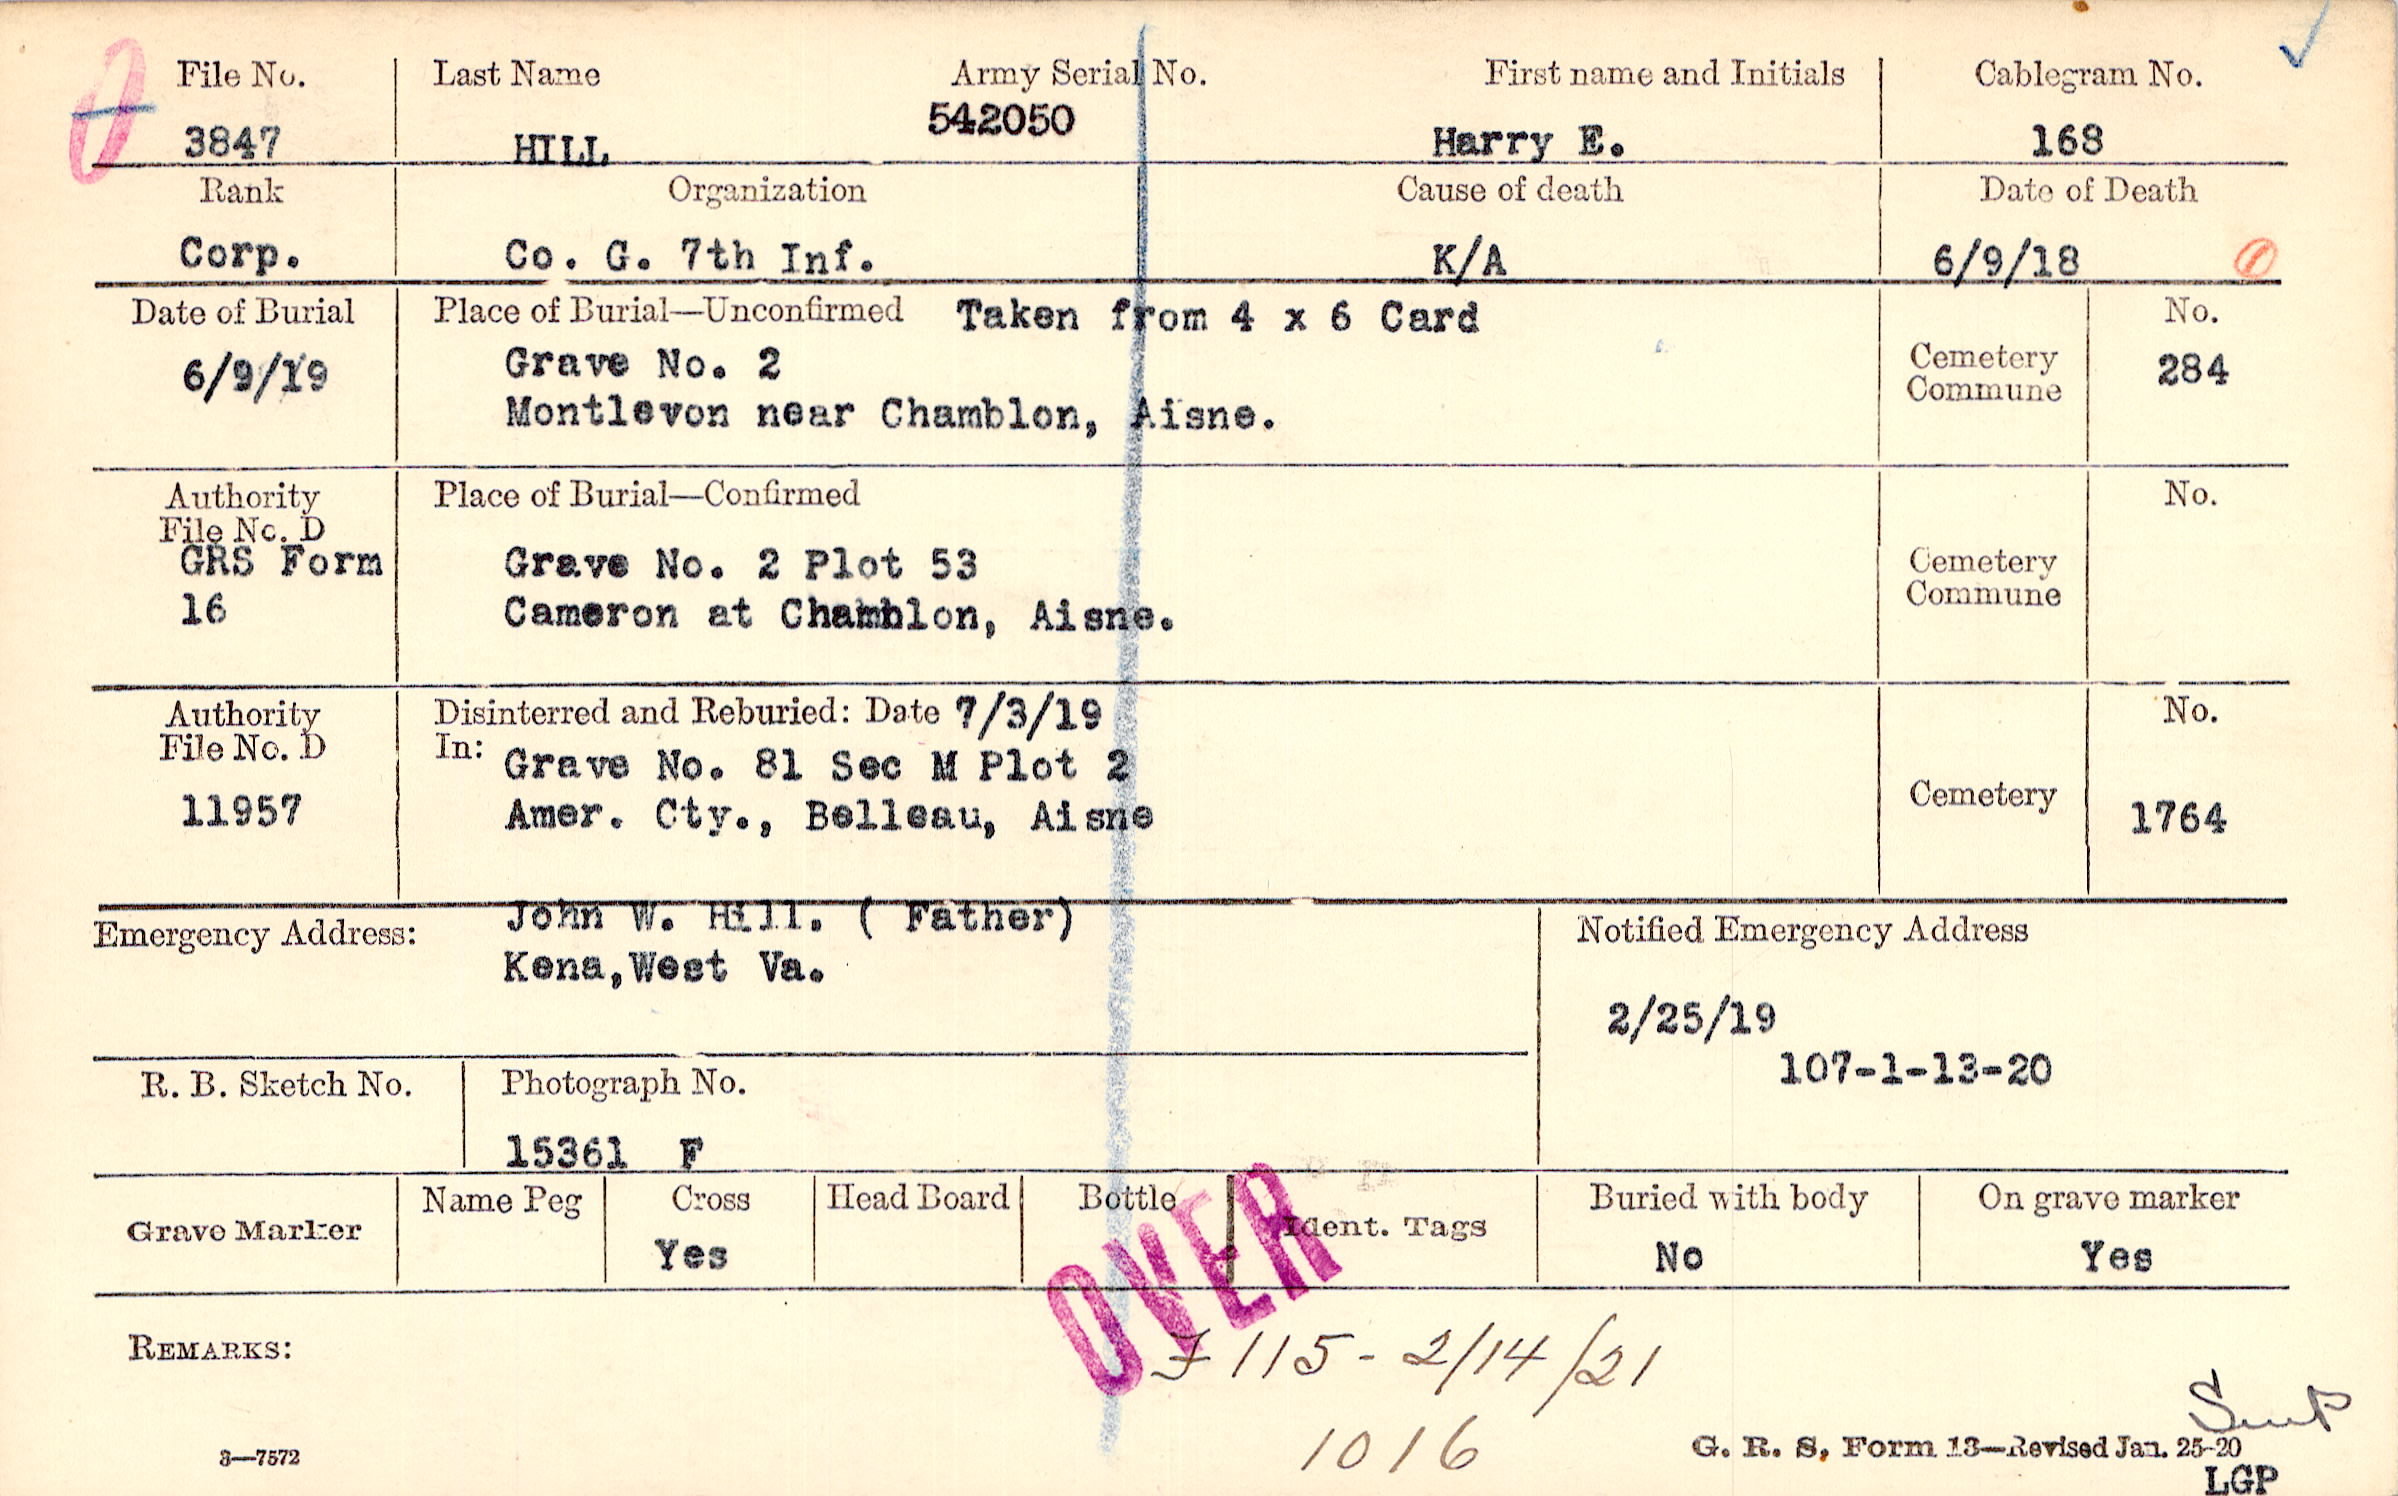 File No. Last Name Army Serial No. First name and Initials Cablegram No.
3847 HILL 542050 Harry E. 168
Rank Organization Cause of death Date of Death
Corp. Co. G. 7th Inf. K/A 6/9/18
Date of Burial Place of Burial—Unconfirmed Taken from 4 x 6 Card No.
6/9/19 Grave No. 2 Cemetery Commune 284
Montlevon near Chamblon, Aisne.
Authority File No. D Place of Burial—Confirmed No.
GRS Form Grave No. 2 Plot 53 Cemetery
16 Cameron at Chamblon, Aisne. Commune
Authority Disinterred and Reburied: Date 7/3/19 No.
File No. D In: Grave No. 81 Sec M Plot 2 Cemetery
11957 Amer. Cty., Belleau, Aisne 1764
Emergency Address: John W. Hill. ( Father) Notified Emergency Address
Kena,West Va.
2/25/19
107-1-13-20
R. B. Sketch No. Photograph No.
15361 F
Grave Marker Name Peg Cross Head Board Bottle Ident. Tags Buried with body On grave marker
Yes No Yes
OVER
REMARKS: F 115 - 2/14/21
1016
3—7572 G. R. S. Form 13—Revised Jan. 25-20
LGP